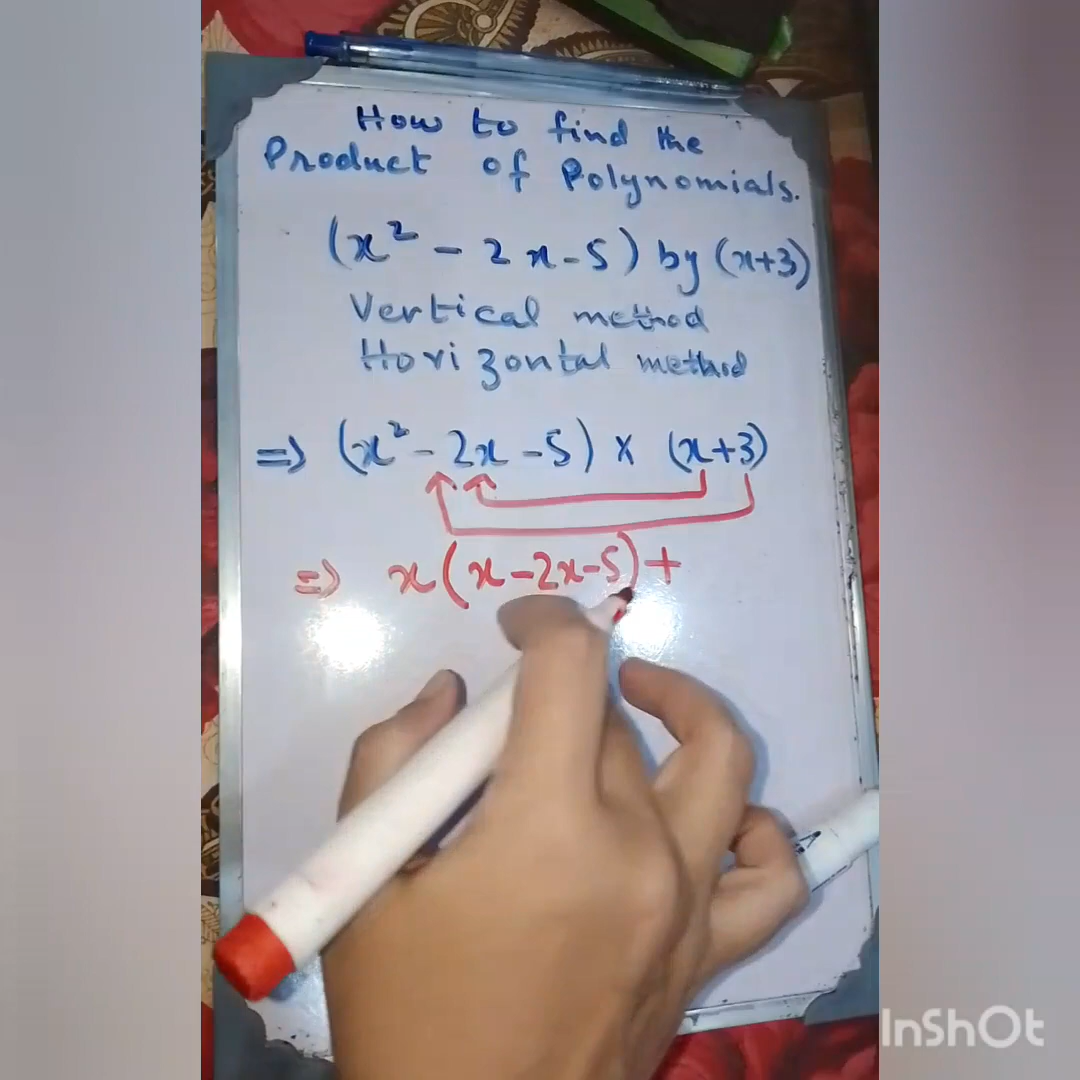 How to find the
Product of Polynomials.
(x² - 2x - 5) by (x+3)
Vertical method
Horizontal method
=> (x² - 2x - 5) × (x+3)
=> x(x-2x-5)+
InShOt